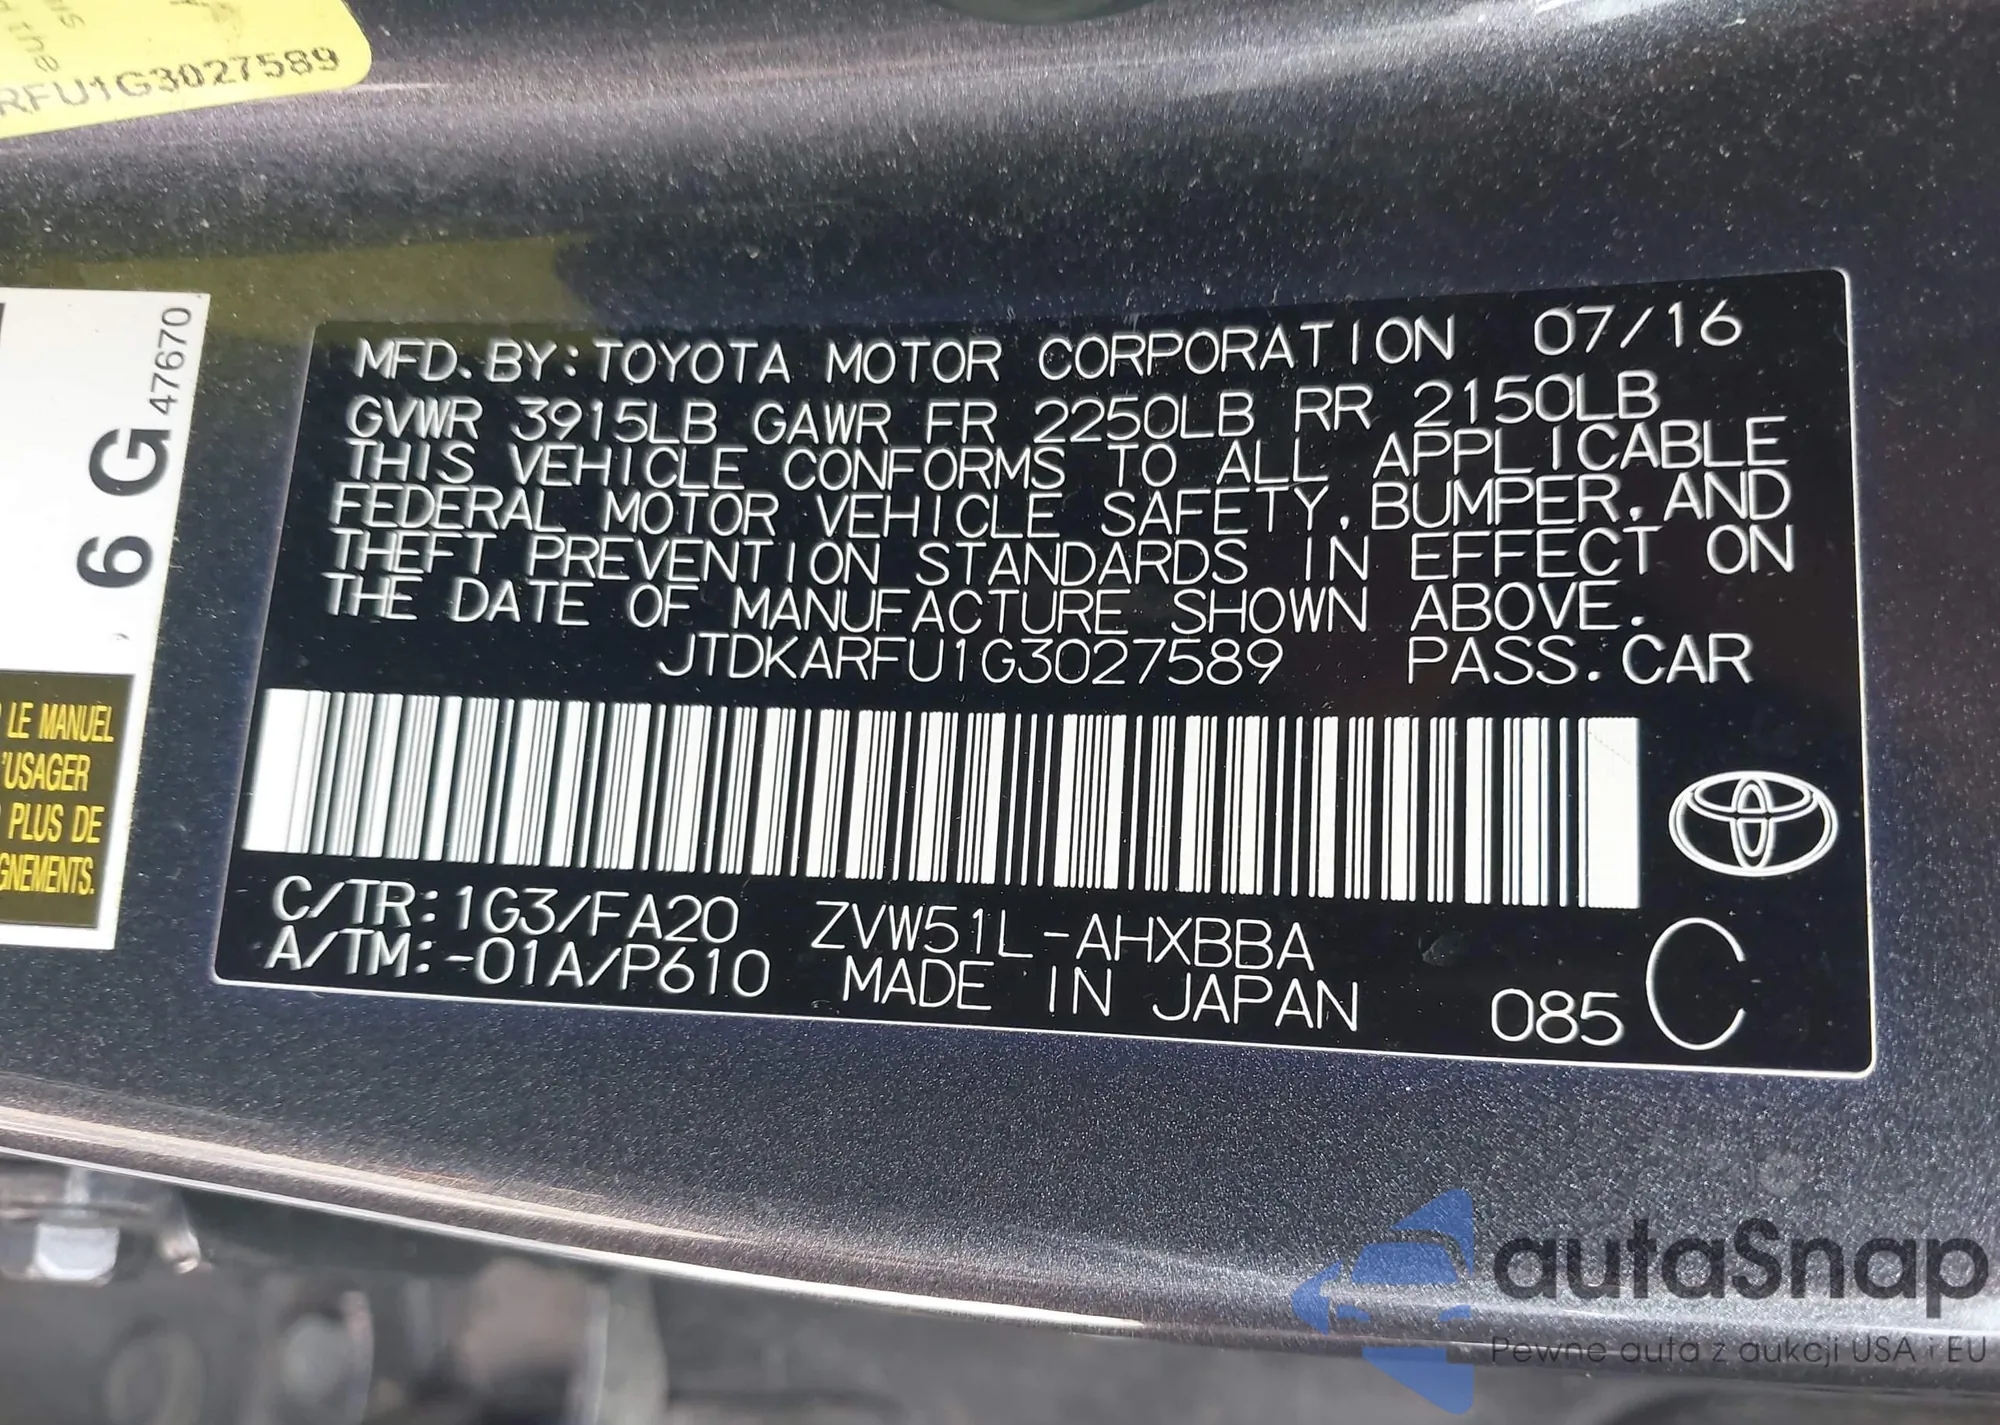 RFU1G3027589
47670
6 G
LE MANUEL
'USAGER
PLUS DE
GNEMENTS.
MFD. BY: TOYOTA MOTOR CORPORATION 07/16
GVWR 3915LB GAWR FR 2250LB RR 2150LB
THIS VEHICLE CONFORMS TO ALL APPLICABLE
FEDERAL MOTOR VEHICLE SAFETY, BUMPER, AND
THEFT PREVENTION STANDARDS IN EFFECT ON
THE DATE OF MANUFACTURE SHOWN ABOVE.
JTDKARFU1G3027589 PASS. CAR
C/TR: 1G3/FA20 ZVW51L-AHXBBA
A/TM: -01A/P610 MADE IN JAPAN 085 C
autaSnap
Pewne auta z aukcji USA i EU